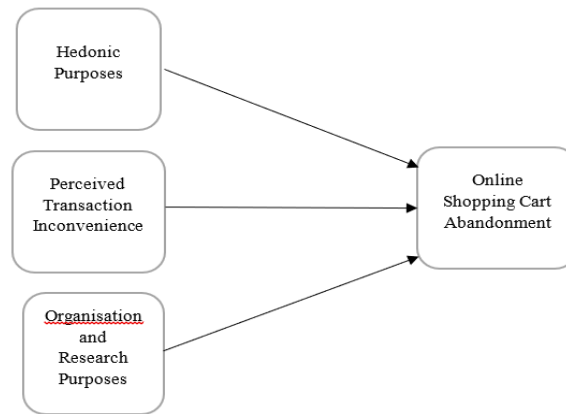 Hedonic
Purposes
Perceived
Transaction
Inconvenience
Organisation
and
Research
Purposes
Online
Shopping Cart
Abandonment